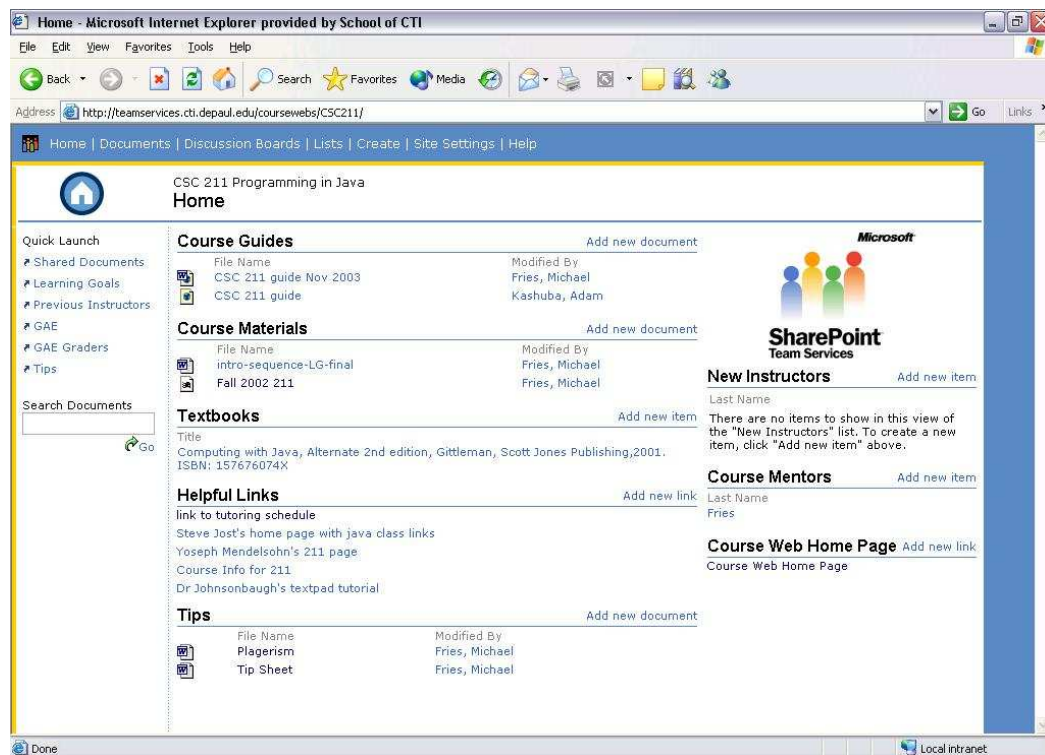 Home - Microsoft Internet Explorer provided by School of CTI
File Edit View Favorites Tools Help
Back Search Favorites Media
Address http://teamservices.cti.depaul.edu/coursewebs/CSC211/ Go Links
Home | Documents | Discussion Boards | Lists | Create | Site Settings | Help
CSC 211 Programming in Java
Home
Quick Launch
Shared Documents
Learning Goals
Previous Instructors
GAE
GAE Graders
Tips
Search Documents
Go
Course Guides Add new document
File Name Modified By
CSC 211 guide Nov 2003 Fries, Michael
CSC 211 guide Kashuba, Adam
Course Materials Add new document
File Name Modified By
intro-sequence-LG-final Fries, Michael
Fall 2002 211 Fries, Michael
Textbooks Add new item
Title
Computing with Java, Alternate 2nd edition, Gittleman, Scott Jones Publishing,2001.
ISBN: 157676074X
Helpful Links Add new link
link to tutoring schedule
Steve Jost's home page with java class links
Yoseph Mendelsohn's 211 page
Course Info for 211
Dr Johnsonbaugh's textpad tutorial
Tips Add new document
File Name Modified By
Plagerism Fries, Michael
Tip Sheet Fries, Michael
Microsoft
SharePoint
Team Services
New Instructors Add new item
Last Name
There are no items to show in this view of
the "New Instructors" list. To create a new
item, click "Add new item" above.
Course Mentors Add new item
Last Name
Fries
Course Web Home Page Add new link
Course Web Home Page
Done Local intranet